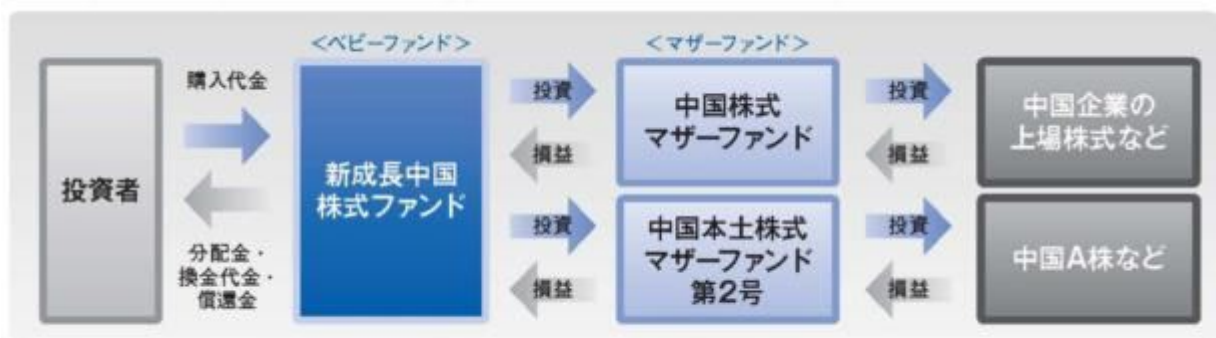 <ベビーファンド>
<マザーファンド>
投資者
購入代金
分配金・
換金代金・
償還金
新成長中国
株式ファンド
投資
損益
投資
損益
中国株式
マザーファンド
中国本土株式
マザーファンド
第2号
投資
損益
投資
損益
中国企業の
上場株式など
中国A株など